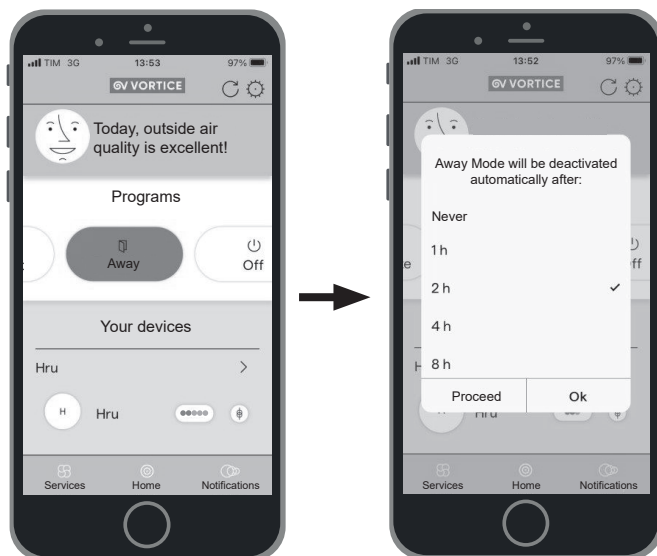 TIM 3G 13:53 97%
VORTICE
Today, outside air
quality is excellent!
Programs
Away
Off
Your devices
Hru
H Hru
Services Home Notifications
TIM 3G 13:52 97%
VORTICE
Away Mode will be deactivated
automatically after:
Never
1 h
2 h
4 h
8 h
Proceed Ok
Hru
Services Home Notifications